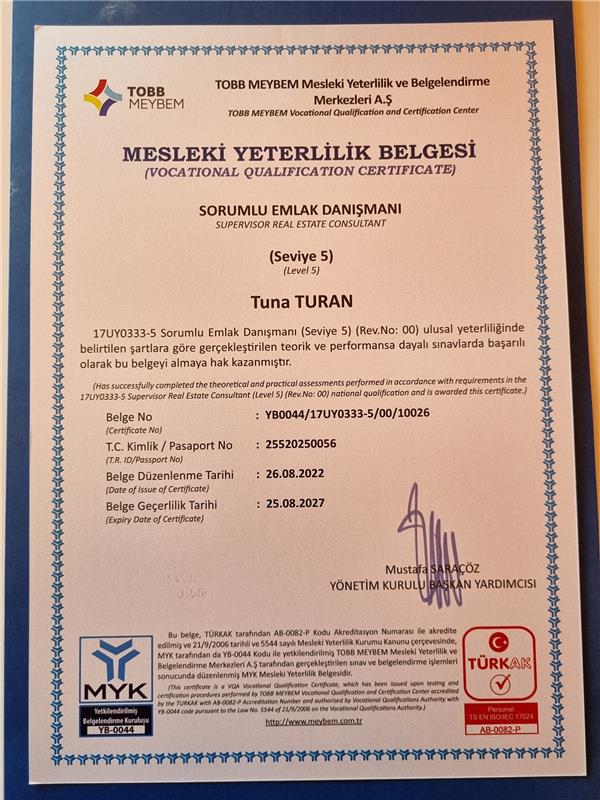 TOBB
MEYBEM
TOBB MEYBEM Mesleki Yeterlilik ve Belgelendirme
Merkezleri A.Ş
TOBB MEYBEM Vocational Qualification and Certification Center
MESLEKİ YETERLİLİK BELGESİ
(VOCATIONAL QUALIFICATION CERTIFICATE)
SORUMLU EMLAK DANIŞMANI
SUPERVISOR REAL ESTATE CONSULTANT
(Seviye 5)
(Level 5)
Tuna TURAN
17UY0333-5 Sorumlu Emlak Danışmanı (Seviye 5) (Rev.No: 00) ulusal yeterliliğinde
belirtilen şartlara göre gerçekleştirilen teorik ve performansa dayalı sınavlarda başarılı
olarak bu belgeyi almaya hak kazanmıştır.
(Has successfully completed the theoretical and practical assessments performed in accordance with requirements in the
17UY0333-5 Supervisor Real Estate Consultant (Level 5) (Rev.No: 00) national qualification and is awarded this certificate.)
Belge No : YB0044/17UY0333-5/00/10026
(Certificate No)
T.C. Kimlik / Pasaport No : 25520250056
(T.R. ID/Passport No)
Belge Düzenlenme Tarihi : 26.08.2022
(Date of Issue of Certificate)
Belge Geçerlilik Tarihi : 25.08.2027
(Expiry Date of Certificate)
Mustafa SARAÇÖZ
YÖNETİM KURULU BAŞKAN YARDIMCISI
MYK
Yetkilendirilmiş
Belgelendirme Kuruluşu
YB-0044
Bu belge, TÜRKAK tarafından AB-0082-P Kodu Akreditasyon Numarası ile akredite
edilmiş ve 21/9/2006 tarihli ve 5544 sayılı Mesleki Yeterlilik Kurumu Kanunu çerçevesinde,
MYK tarafından da YB-0044 Kodu ile yetkilendirilmiş TOBB MEYBEM Mesleki Yeterlilik ve
Belgelendirme Merkezleri A.Ş tarafından gerçekleştirilen sınav ve belgelendirme işlemleri
sonucunda düzenlenmiş MYK Mesleki Yeterlilik Belgesidir.
(This certificate is a VQA Vocational Qualification Certificate, which has been issued upon testing and
certification procedures performed by TOBB MEYBEM Vocational Qualification and Certification Center accredited
by the TURKAK with AB-0082-P Accreditation Number and authorized by Vocational Qualifications Authority with
YB-0044 code pursuant to the Law No. 5544 of 21/9/2006 on the Vocational Qualifications Authority.)
http://www.meybem.com.tr
TÜRKAK
Personel
TS EN ISO/IEC 17024
AB-0082-P